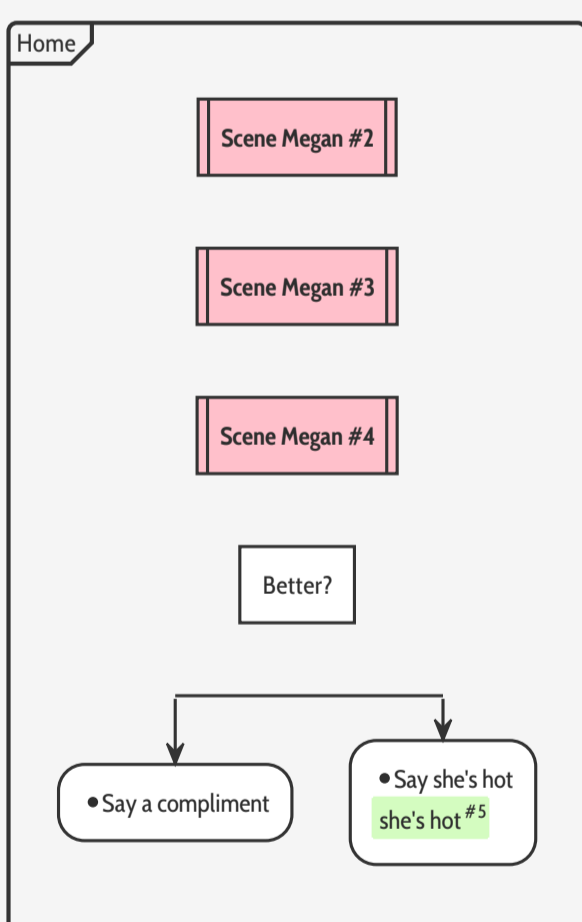 Home
Scene Megan #2
Scene Megan #3
Scene Megan #4
Better?
•Say a compliment
•Say she's hot
she's hot #5